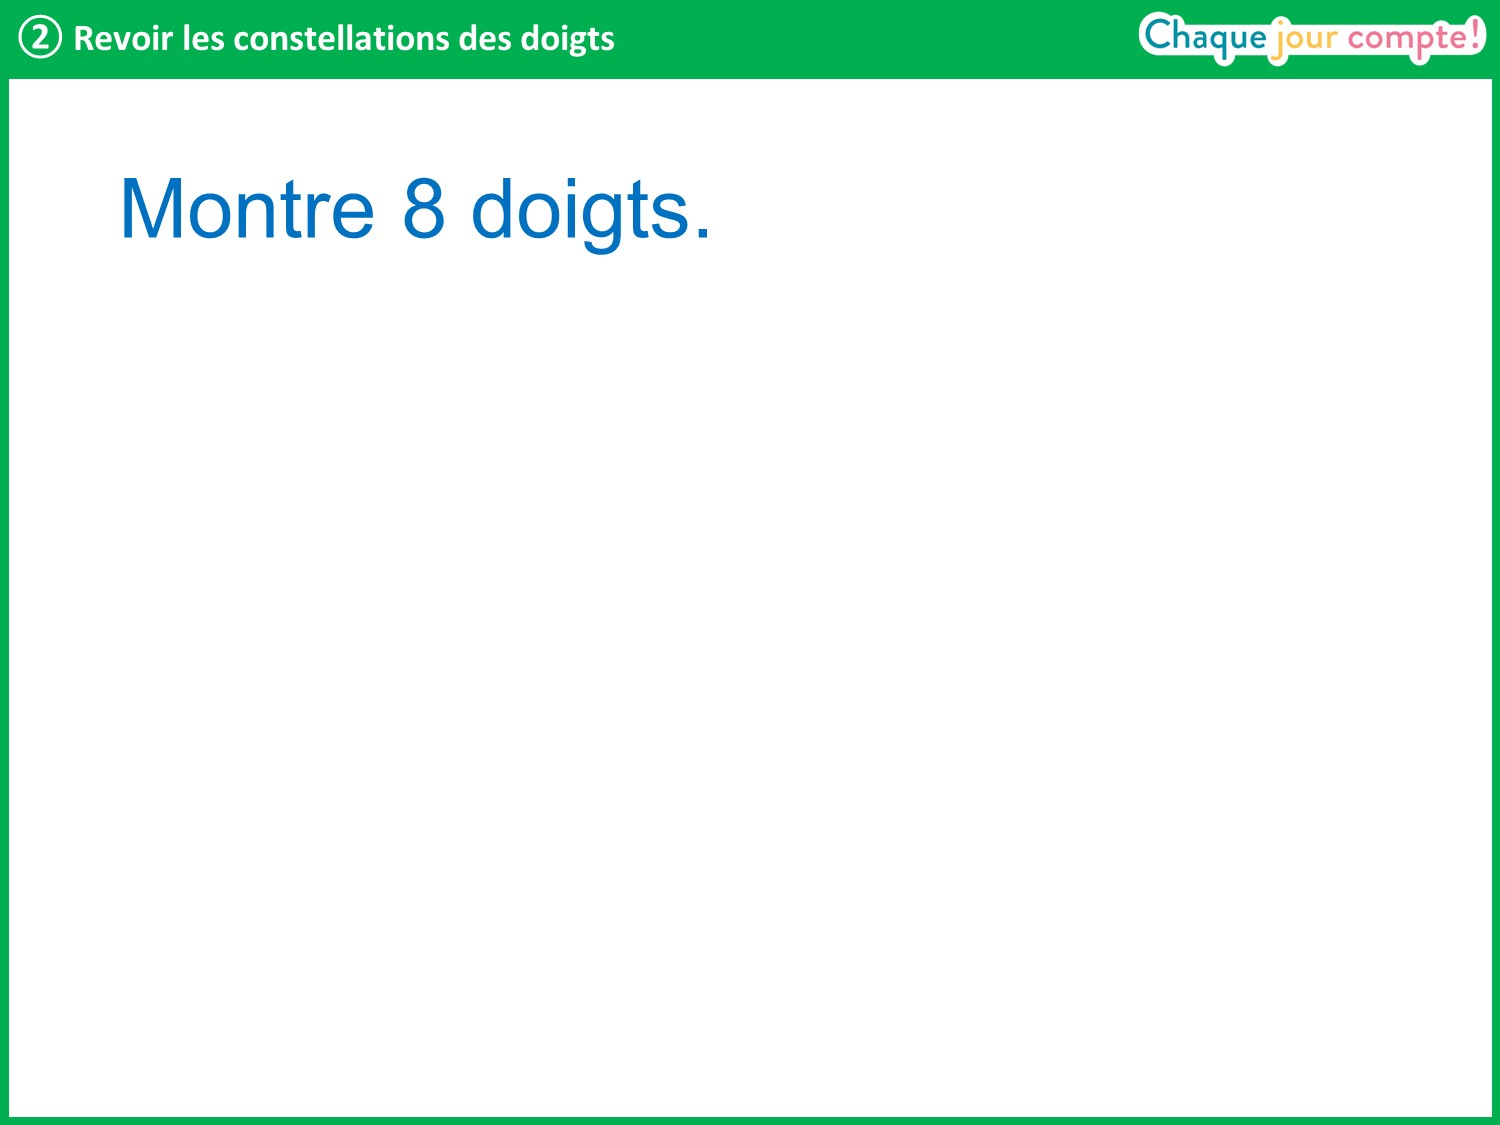 ② Revoir les constellations des doigts
Chaque jour compte!
Montre 8 doigts.